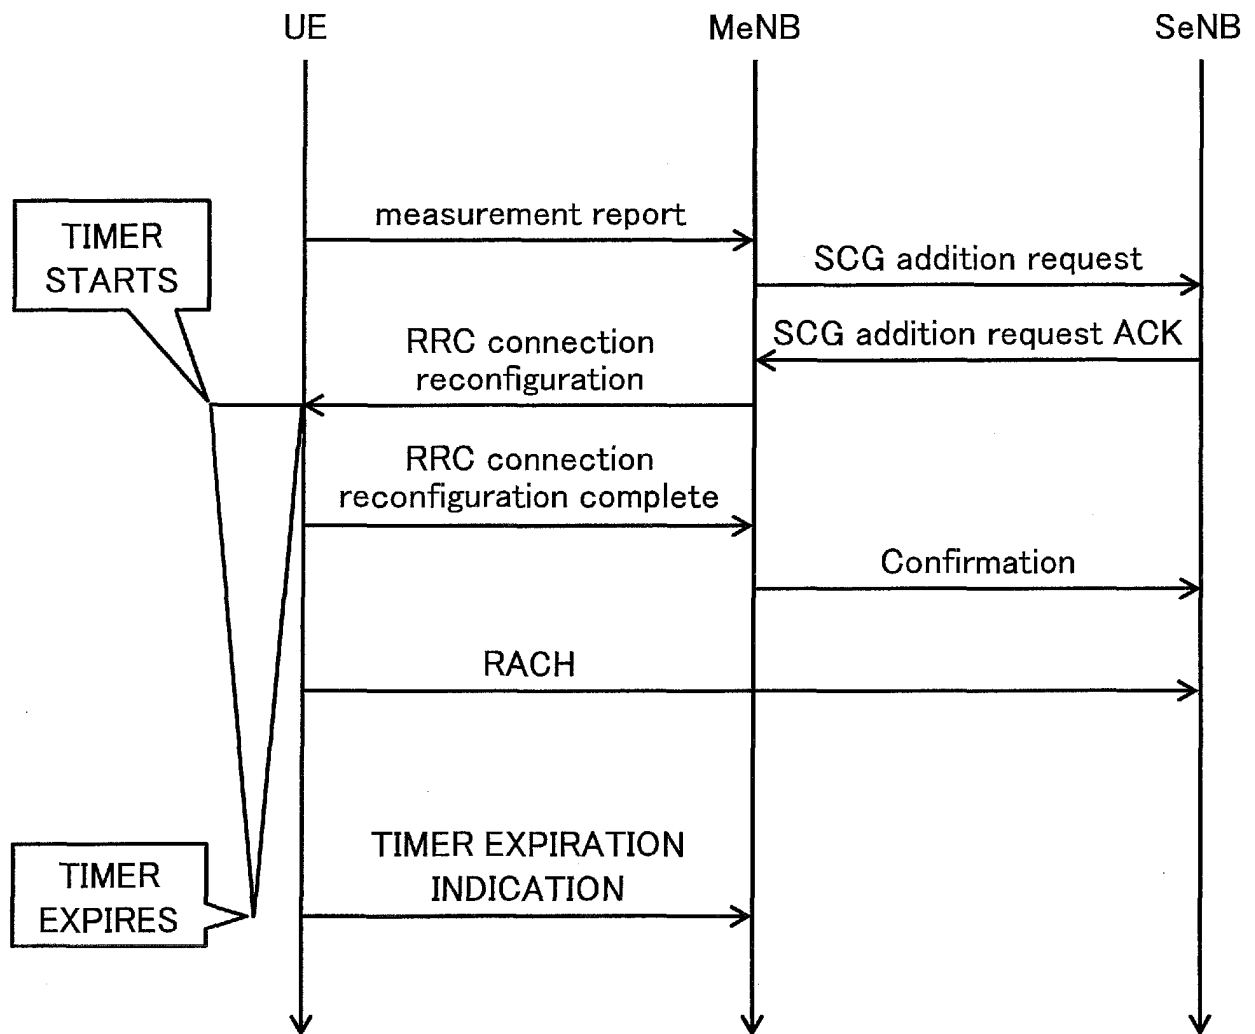 UE
MeNB
SeNB
measurement report
TIMER
STARTS
SCG addition request
SCG addition request ACK
RRC connection
reconfiguration
RRC connection
reconfiguration complete
Confirmation
RACH
TIMER EXPIRATION
INDICATION
TIMER
EXPIRES